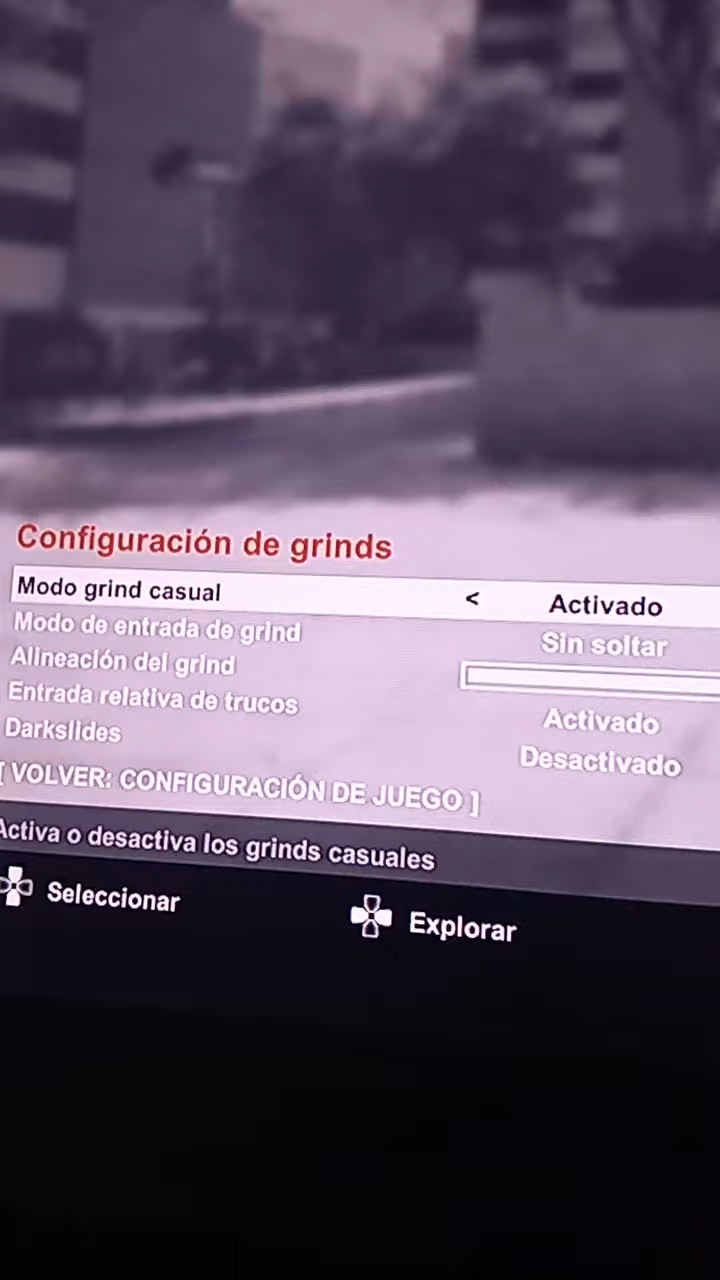 Configuración de grinds
Modo grind casual < Activado
Modo de entrada de grind Sin soltar
Alineación del grind
Entrada relativa de trucos Activado
Darkslides Desactivado
[ VOLVER: CONFIGURACIÓN DE JUEGO ]
Activa o desactiva los grinds casuales
Seleccionar Explorar